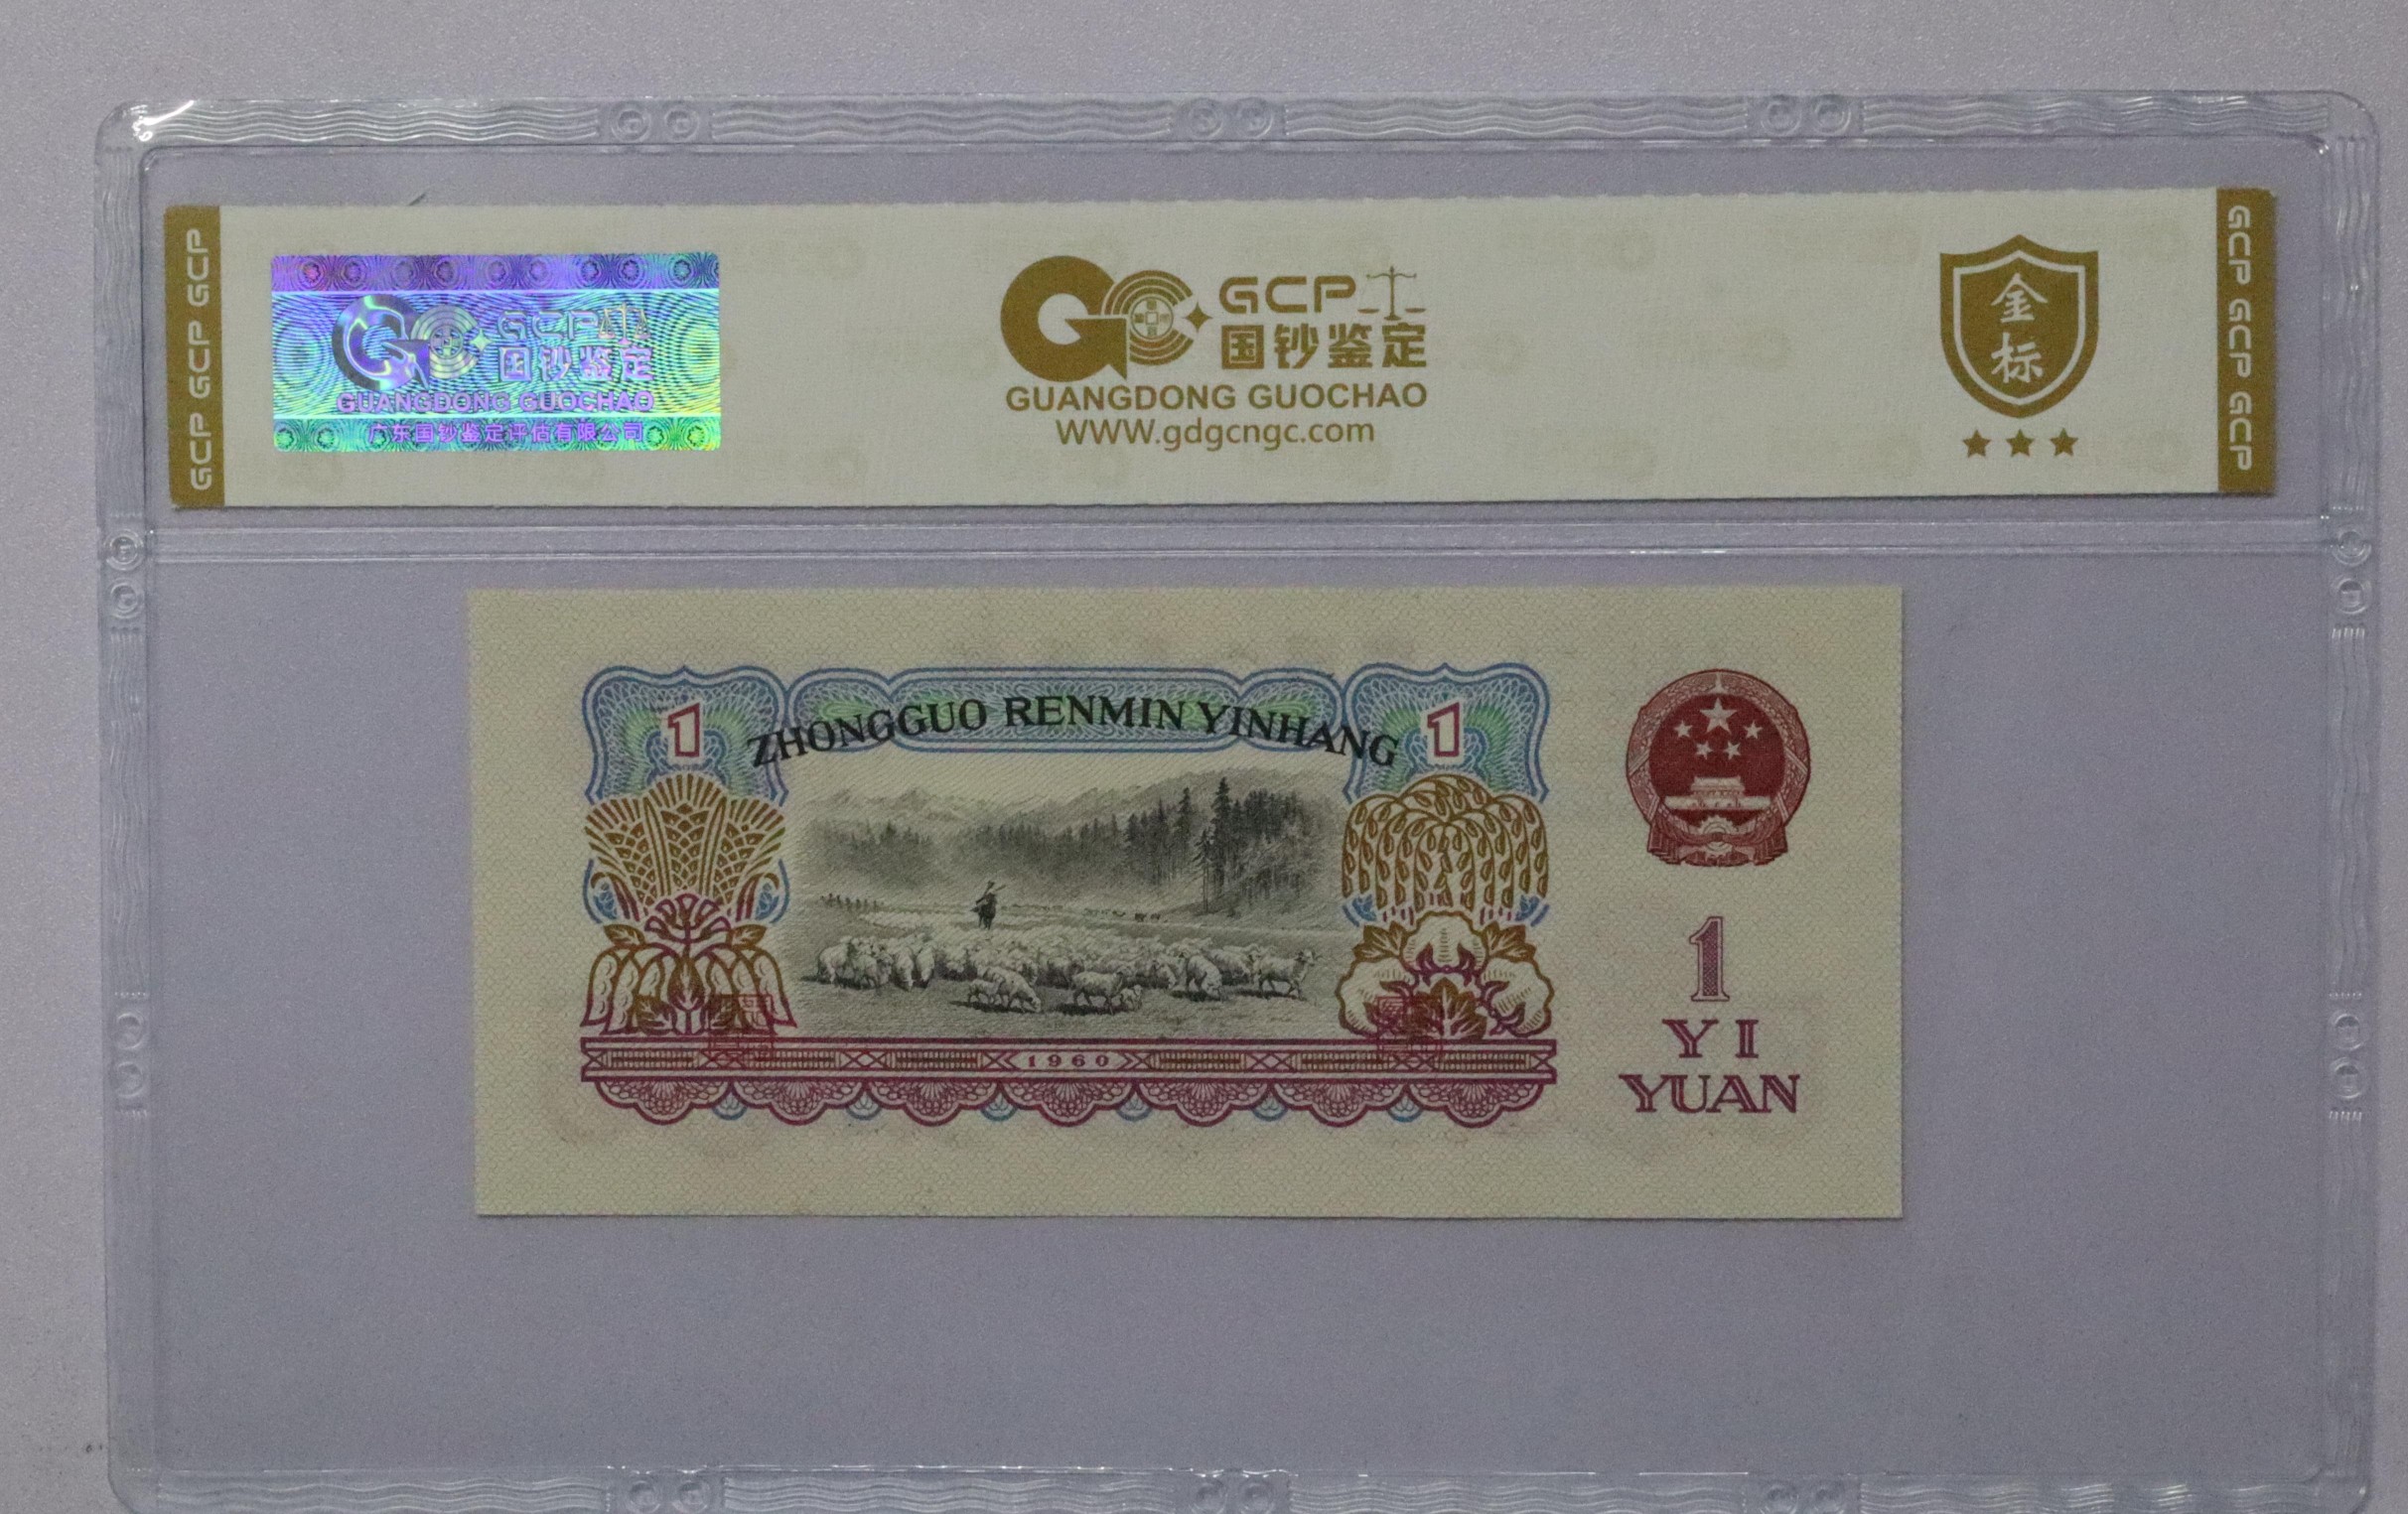 GCP GCP GCP
GCP
国钞鉴定
GUANGDONG GUOCHAO
广东国钞鉴定评估有限公司
GCP
国钞鉴定
GUANGDONG GUOCHAO
www.gdgcngc.com
金标
GCP GCP GCP
1
ZHONGGUO RENMIN YINHANG
1
1960
1
YI
YUAN